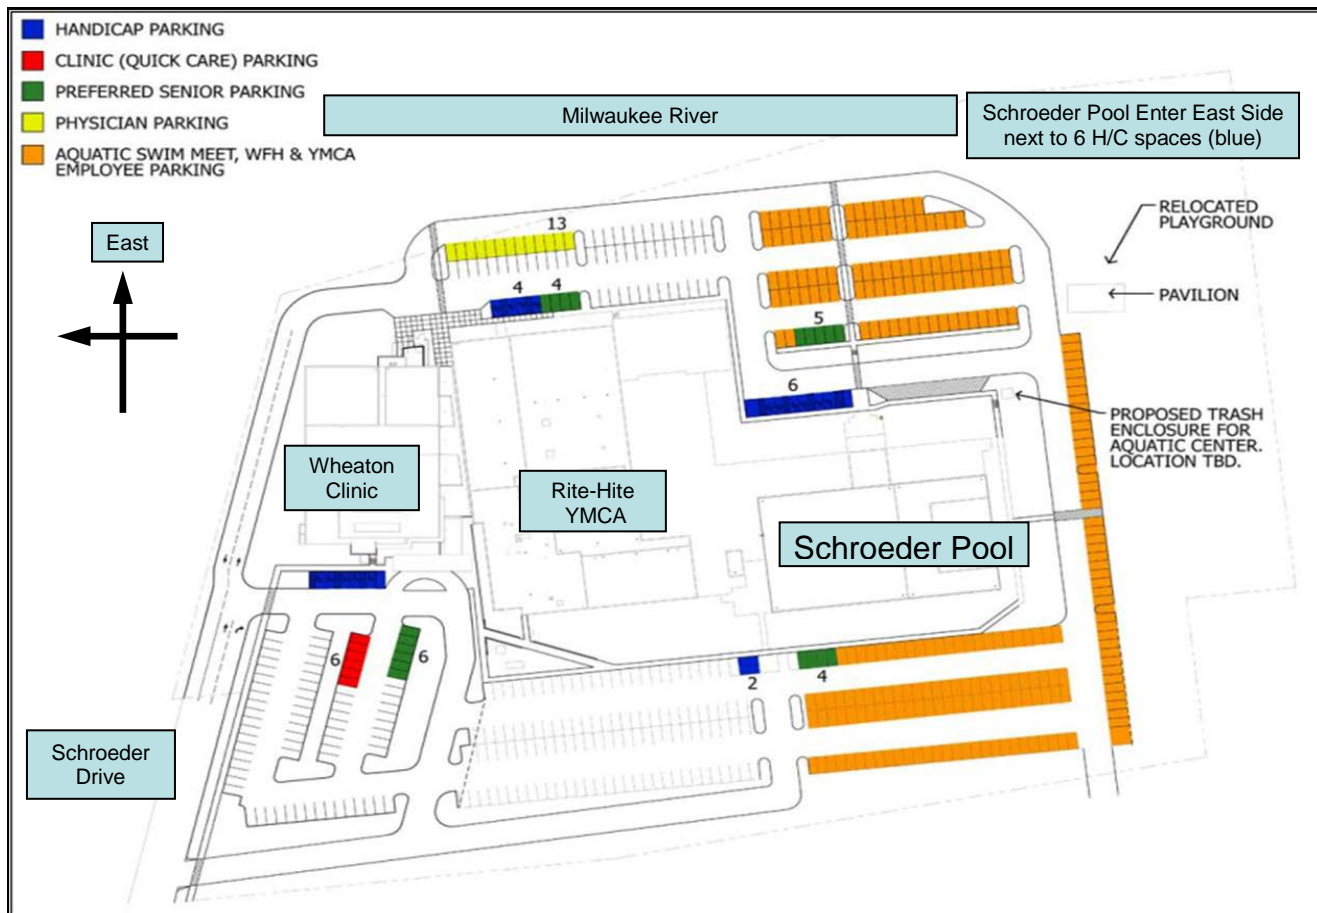 HANDICAP PARKING
CLINIC (QUICK CARE) PARKING
PREFERRED SENIOR PARKING
PHYSICIAN PARKING
AQUATIC SWIM MEET, WFH & YMCA
EMPLOYEE PARKING
Milwaukee River
Schroeder Pool Enter East Side
next to 6 H/C spaces (blue)
East
13
4
4
5
6
RELOCATED
PLAYGROUND
PAVILION
PROPOSED TRASH
ENCLOSURE FOR
AQUATIC CENTER.
LOCATION TBD.
Wheaton
Clinic
Rite-Hite
YMCA
Schroeder Pool
6
6
2
4
Schroeder
Drive